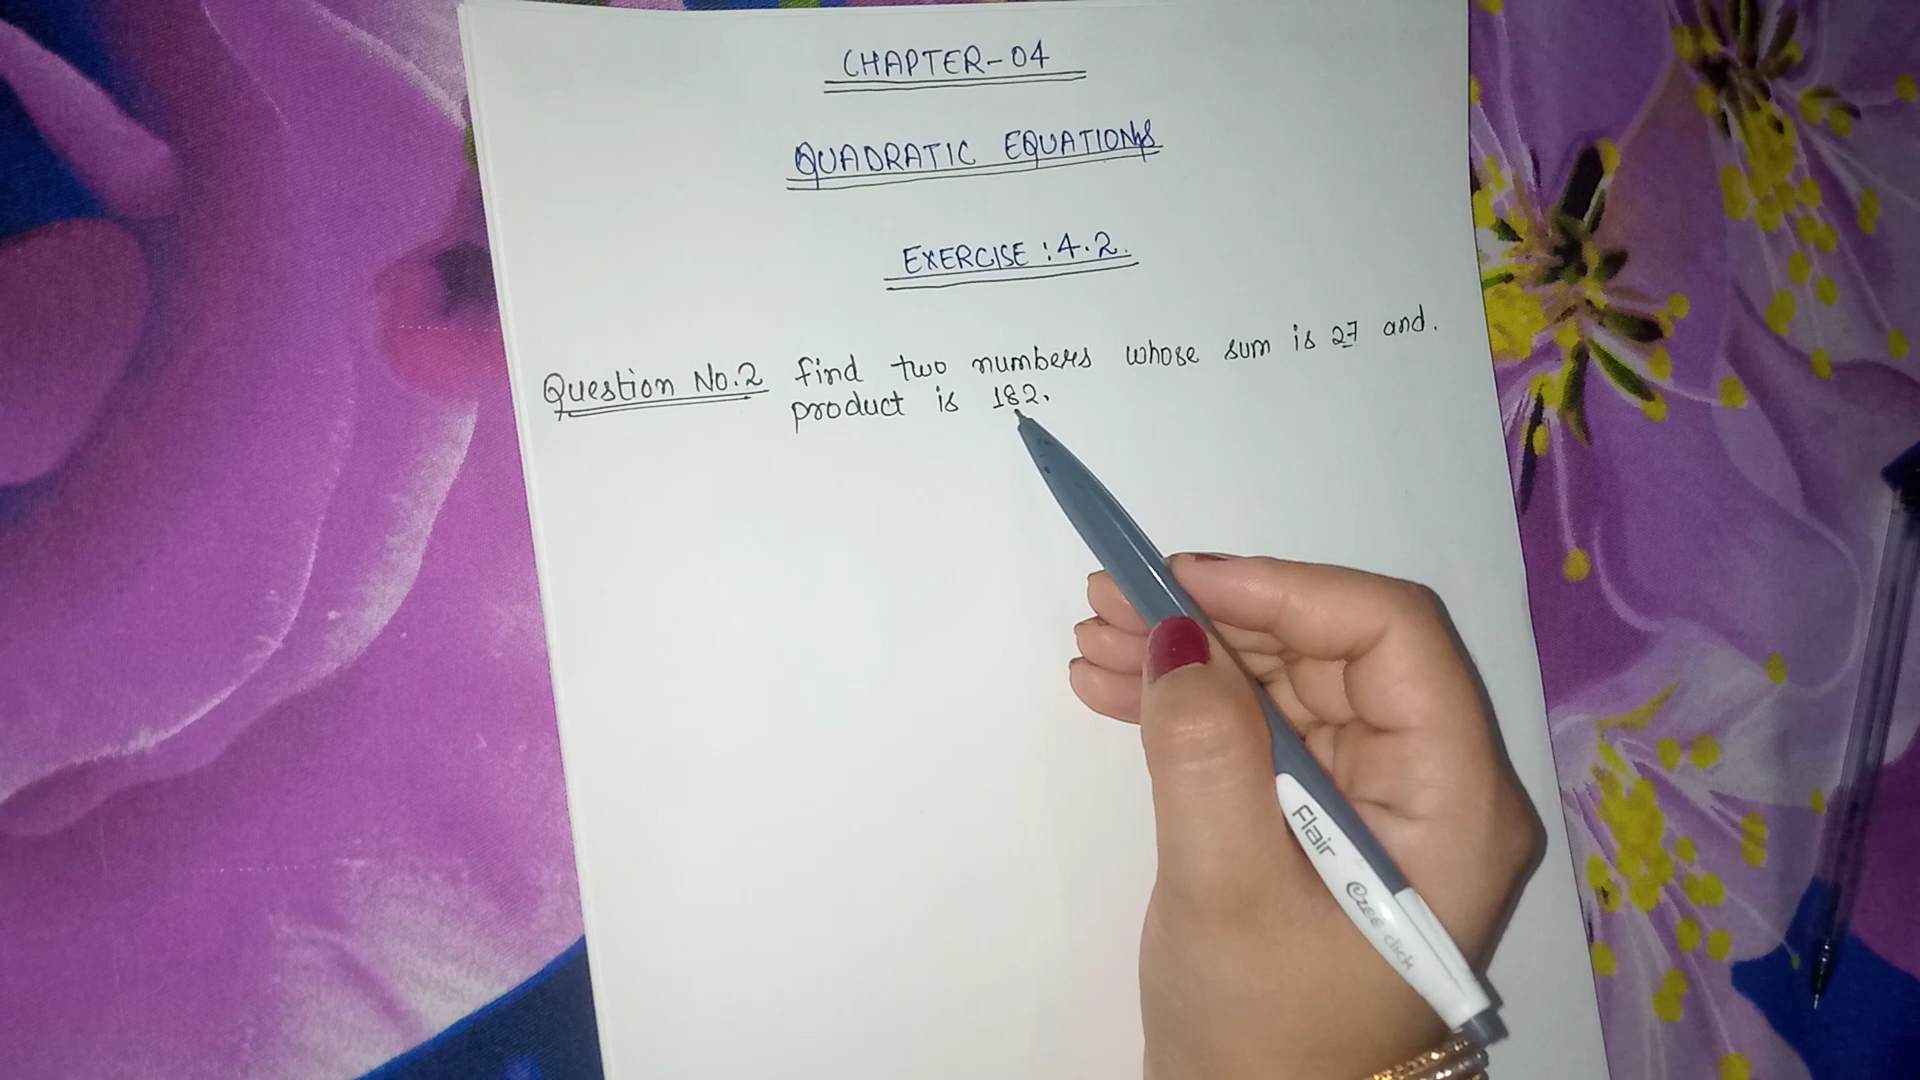 CHAPTER-04
QUADRATIC EQUATIONS
EXERCISE : 4.2.
Question No.2 find two numbers whose sum is 27 and.
product is 182.
Flair
Ezee click